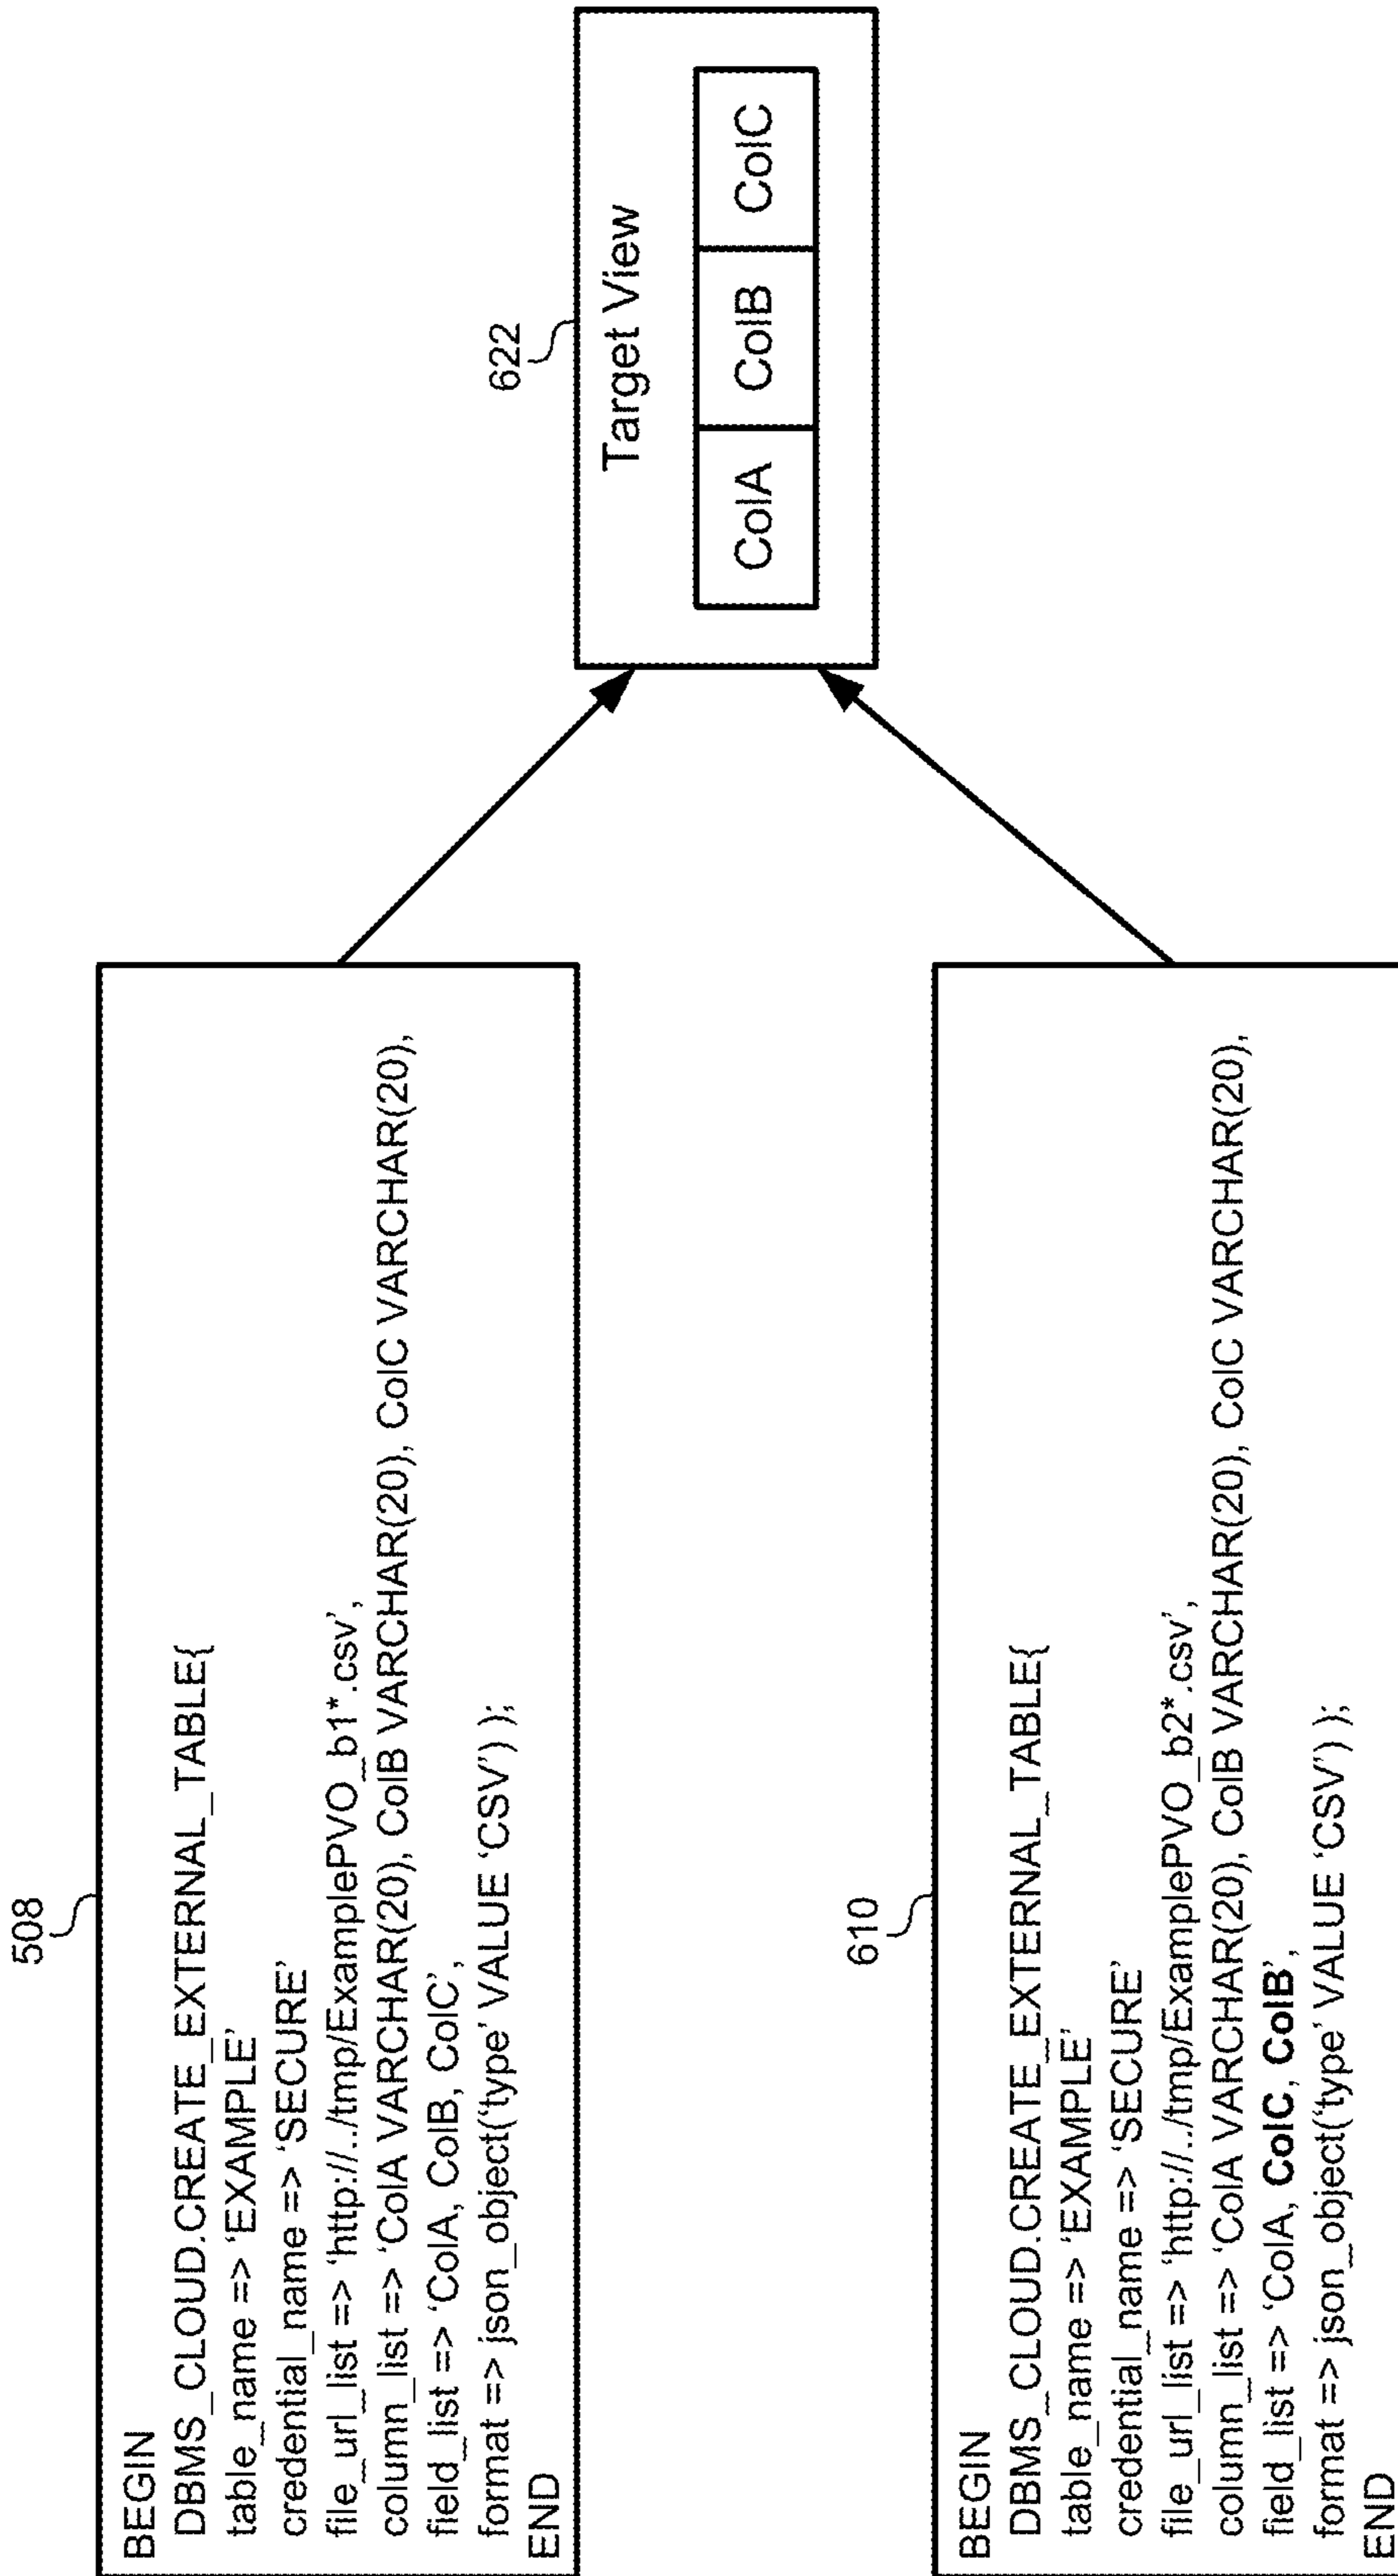 508
BEGIN
DBMS_CLOUD.CREATE_EXTERNAL_TABLE{
table_name => ‘EXAMPLE’
credential_name => ‘SECURE’
file_url_list => ‘http://../tmp/ExamplePVO_b1*.csv’,
column_list => ‘ColA VARCHAR(20), ColB VARCHAR(20), ColC VARCHAR(20),
field_list => ‘ColA, ColB, ColC’,
format => json_object(‘type’ VALUE ‘CSV’) );
END
610
BEGIN
DBMS_CLOUD.CREATE_EXTERNAL_TABLE{
table_name => ‘EXAMPLE’
credential_name => ‘SECURE’
file_url_list => ‘http://../tmp/ExamplePVO_b2*.csv’,
column_list => ‘ColA VARCHAR(20), ColB VARCHAR(20), ColC VARCHAR(20),
field_list => ‘ColA, ColC, ColB’,
format => json_object(‘type’ VALUE ‘CSV’) );
END
622
Target View
ColA ColB ColC